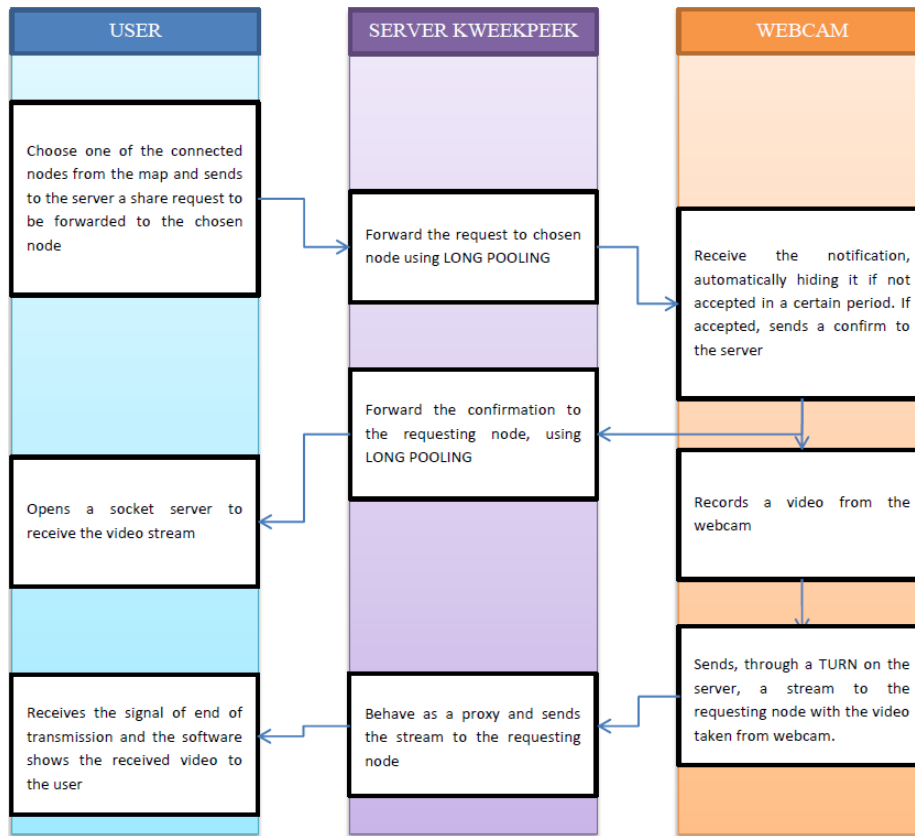 USER
SERVER KWEEKPEEK
WEBCAM
Choose one of the connected
nodes from the map and sends
to the server a share request to
be forwarded to the chosen
node
Forward the request to chosen
node using LONG POOLING
Receive the notification,
automatically hiding it if not
accepted in a certain period. If
accepted, sends a confirm to
the server
Forward the confirmation to
the requesting node, using
LONG POOLING
Opens a socket server to
receive the video stream
Records a video from the
webcam
Sends, through a TURN on the
server, a stream to the
requesting node with the video
taken from webcam.
Behave as a proxy and sends
the stream to the requesting
node
Receives the signal of end of
transmission and the software
shows the received video to
the user